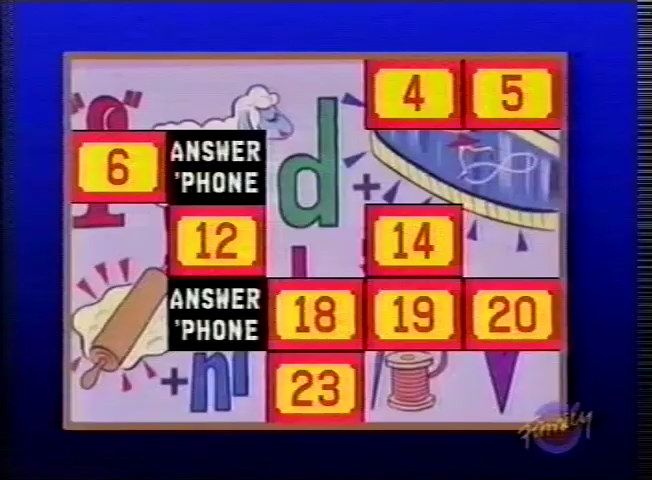 "f"
d
4
5
6
ANSWER
'PHONE
+
12
14
ANSWER
'PHONE
18
19
20
+n
23
Family